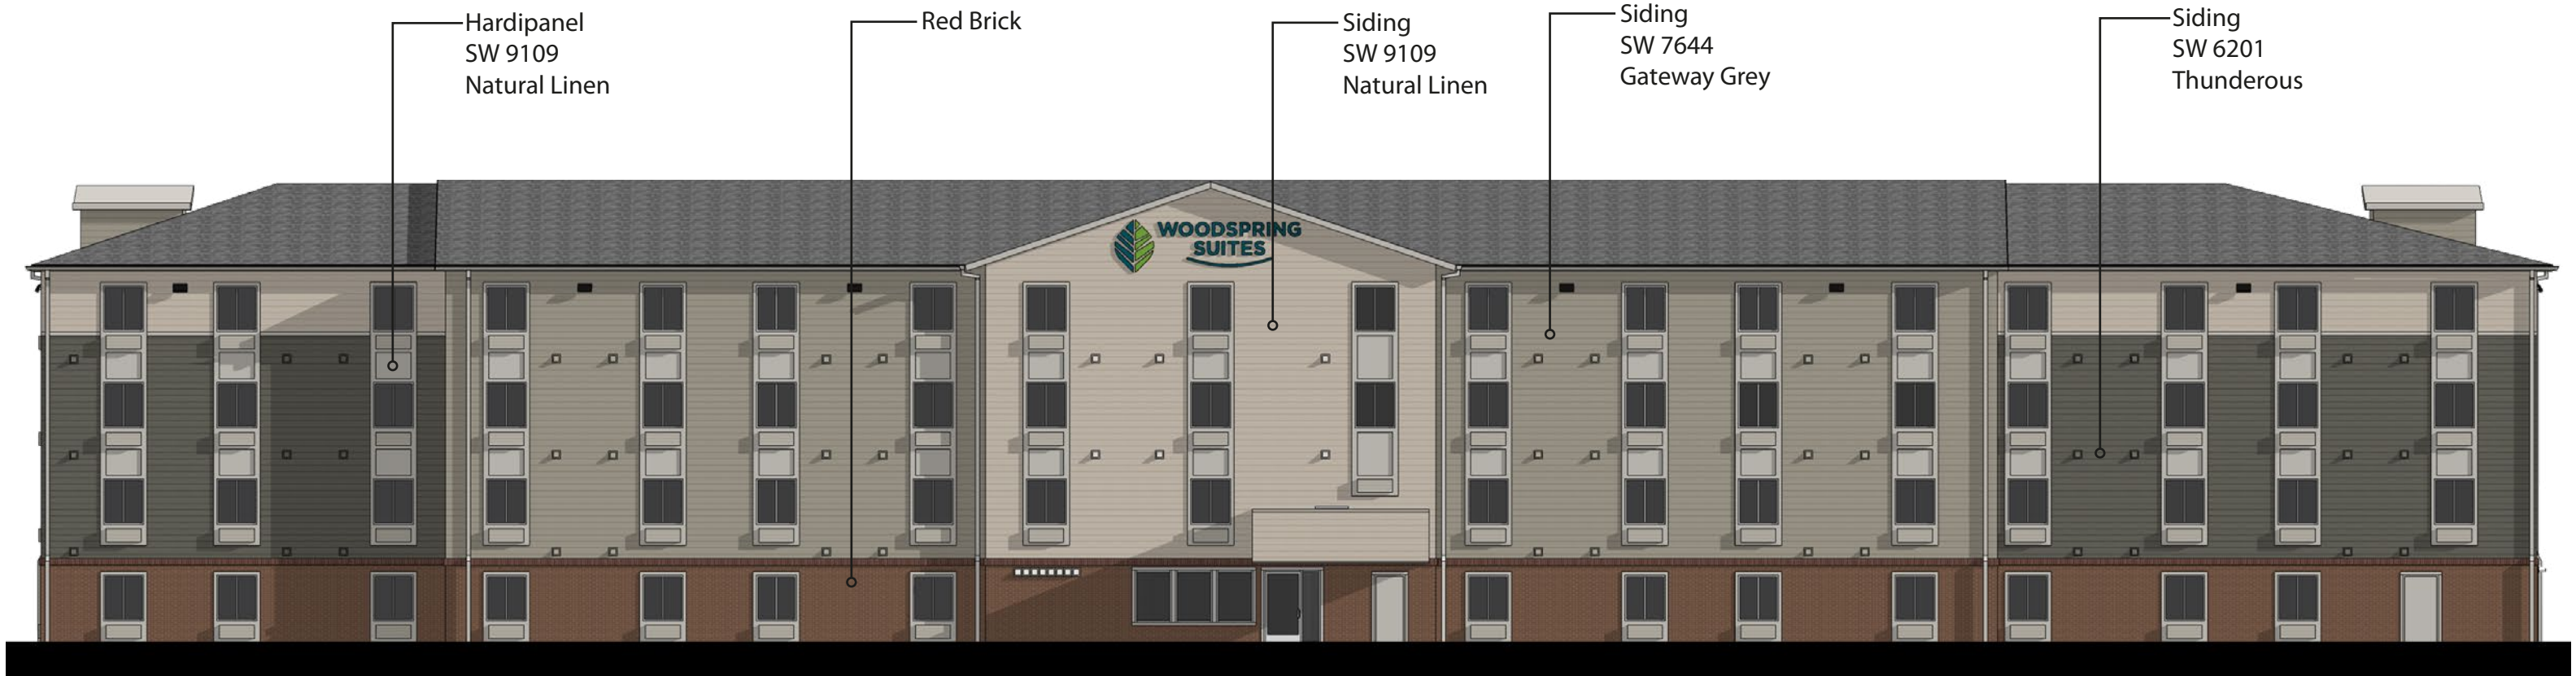 Hardipanel
SW 9109
Natural Linen
Red Brick
Siding
SW 9109
Natural Linen
Siding
SW 7644
Gateway Grey
Siding
SW 6201
Thunderous
WOODSPRING
SUITES